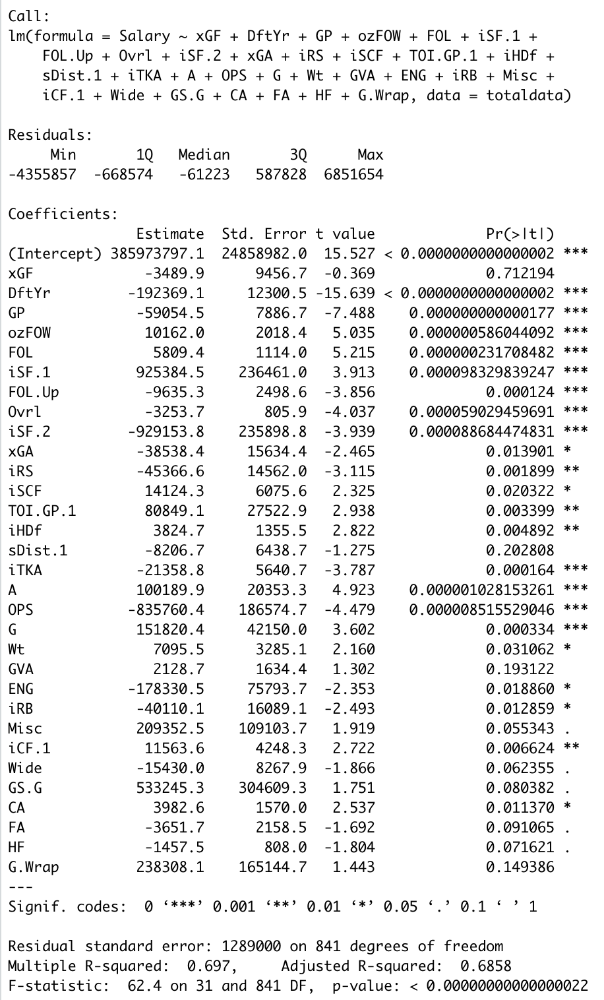 Call:
lm(formula = Salary ~ xGF + DftYr + GP + ozFOW + FOL + iSF.1 +
    FOL.Up + Ovrl + iSF.2 + xGA + iRS + iSCF + TOI.GP.1 + iHDf +
    sDist.1 + iTKA + A + OPS + G + Wt + GVA + ENG + iRB + Misc +
    iCF.1 + Wide + GS.G + CA + FA + HF + G.Wrap, data = totaldata)

Residuals:
     Min       1Q   Median       3Q      Max
-4355857  -668574   -61223   587828  6851654

Coefficients:
               Estimate  Std. Error t value             Pr(>|t|)
(Intercept) 385973797.1  24858982.0  15.527 < 0.0000000000000002 ***
xGF             -3489.9      9456.7  -0.369             0.712194
DftYr         -192369.1     12300.5 -15.639 < 0.0000000000000002 ***
GP             -59054.5      7886.7  -7.488    0.000000000000177 ***
ozFOW           10162.0      2018.4   5.035    0.000000586044092 ***
FOL              5809.4      1114.0   5.215    0.000000231708482 ***
iSF.1          925384.5    236461.0   3.913    0.000098329839247 ***
FOL.Up          -9635.3      2498.6  -3.856             0.000124 ***
Ovrl            -3253.7       805.9  -4.037    0.000059029459691 ***
iSF.2         -929153.8    235898.8  -3.939    0.000088684474831 ***
xGA            -38538.4     15634.4  -2.465             0.013901 *
iRS            -45366.6     14562.0  -3.115             0.001899 **
iSCF            14124.3      6075.6   2.325             0.020322 *
TOI.GP.1        80849.1     27522.9   2.938             0.003399 **
iHDf             3824.7      1355.5   2.822             0.004892 **
sDist.1         -8206.7      6438.7  -1.275             0.202808
iTKA           -21358.8      5640.7  -3.787             0.000164 ***
A              100189.9     20353.3   4.923    0.000001028153261 ***
OPS           -835760.4    186574.7  -4.479    0.000008515529046 ***
G              151820.4     42150.0   3.602             0.000334 ***
Wt               7095.5      3285.1   2.160             0.031062 *
GVA              2128.7      1634.4   1.302             0.193122
ENG           -178330.5     75793.7  -2.353             0.018860 *
iRB            -40110.1     16089.1  -2.493             0.012859 *
Misc           209352.5    109103.7   1.919             0.055343 .
iCF.1           11563.6      4248.3   2.722             0.006624 **
Wide           -15430.0      8267.9  -1.866             0.062355 .
GS.G           533245.3    304609.3   1.751             0.080382 .
CA               3982.6      1570.0   2.537             0.011370 *
FA              -3651.7      2158.5  -1.692             0.091065 .
HF              -1457.5       808.0  -1.804             0.071621 .
G.Wrap         238308.1    165144.7   1.443             0.149386
---
Signif. codes:  0 ‘***’ 0.001 ‘**’ 0.01 ‘*’ 0.05 ‘.’ 0.1 ‘ ’ 1

Residual standard error: 1289000 on 841 degrees of freedom
Multiple R-squared:  0.697,     Adjusted R-squared:  0.6858
F-statistic:  62.4 on 31 and 841 DF,  p-value: < 0.00000000000000022